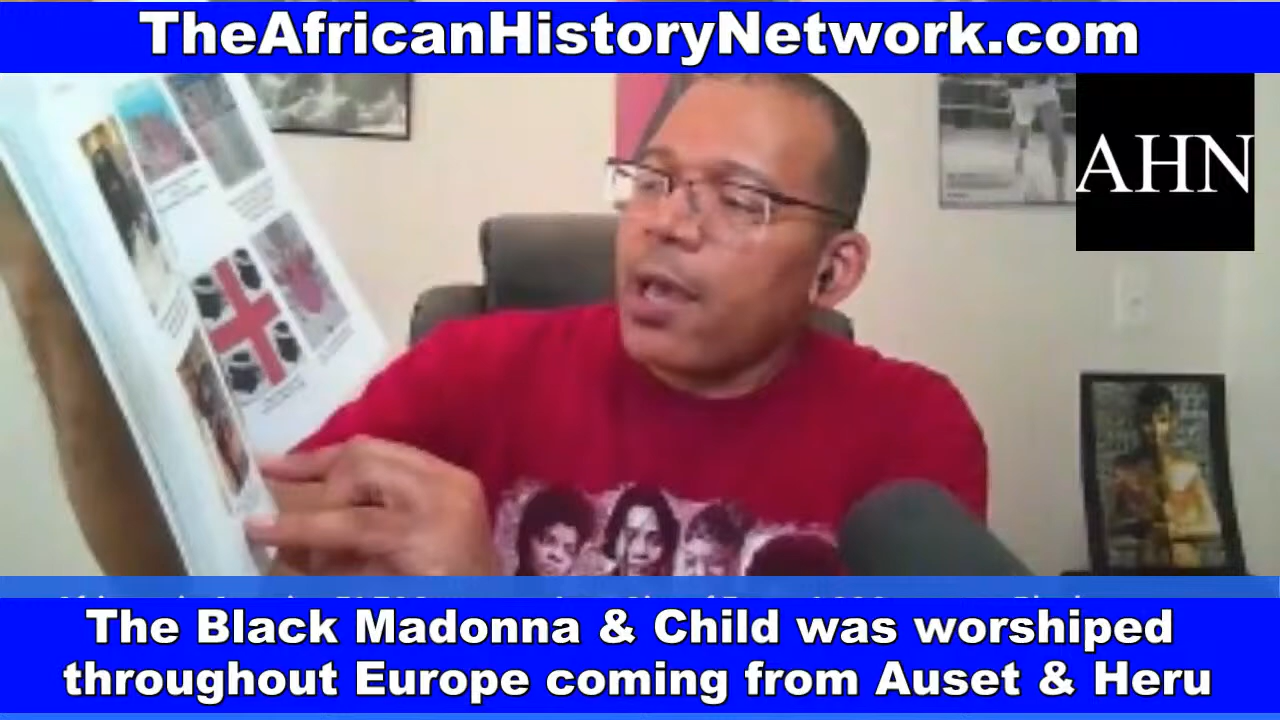 TheAfricanHistoryNetwork.com
AHN
The Black Madonna & Child was worshiped
throughout Europe coming from Auset & Heru